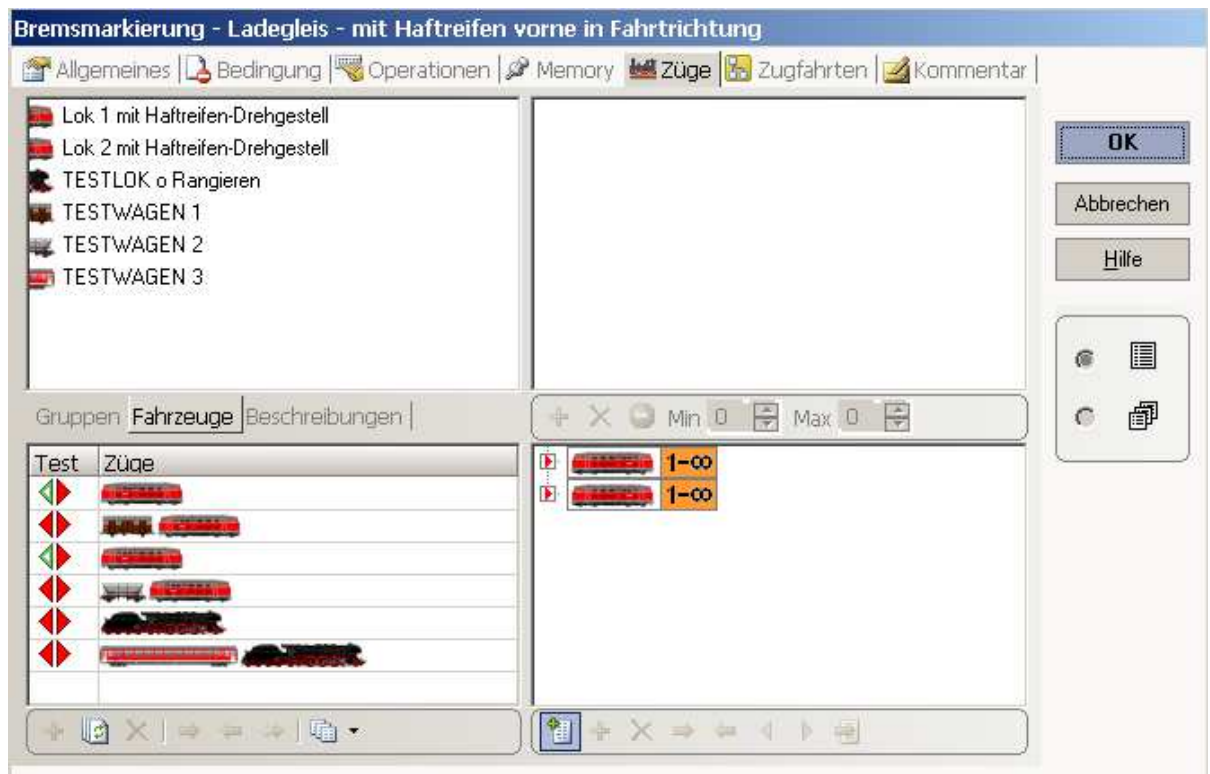 Bremsmarkierung - Ladegleis - mit Haftreifen vorne in Fahrtrichtung
Allgemeines Bedingung Operationen Memory Züge Zugfahrten Kommentar
Lok 1 mit Haftreifen-Drehgestell
Lok 2 mit Haftreifen-Drehgestell
TESTLOK o Rangieren
TESTWAGEN 1
TESTWAGEN 2
TESTWAGEN 3
OK
Abbrechen
Hilfe
Gruppen Fahrzeuge Beschreibungen
Min 0 Max 0
Test Züge
1-∞
1-∞